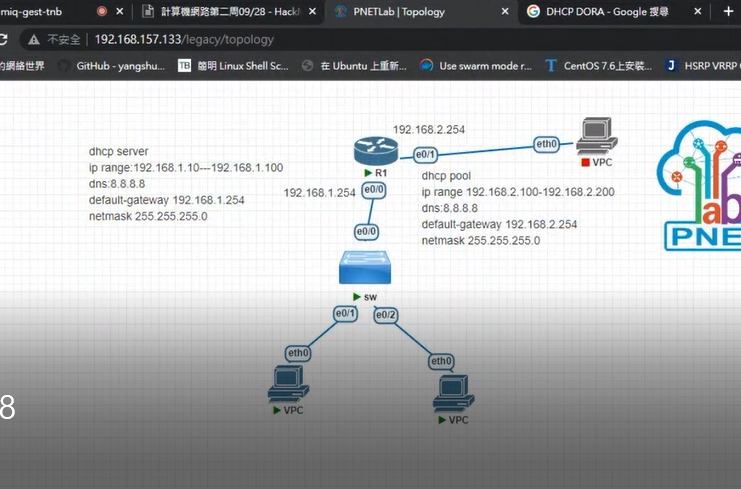 miq-gest-tnb
計算機網路第二周09/28 - HackM
PNETLab | Topology
DHCP DORA - Google 搜尋
不安全 | 192.168.157.133/legacy/topology
的網絡世界
GitHub - yangshu...
TB 簡明 Linux Shell Sc...
在 Ubuntu 上重新...
Use swarm mode r...
T CentOS 7.6上安裝...
J HSRP VRRP
192.168.2.254
dhcp server
ip range:192.168.1.10---192.168.1.100
dns:8.8.8.8
default-gateway 192.168.1.254
netmask 255.255.255.0
R1
e0/1
eth0
VPC
e0/0
192.168.1.254
dhcp pool
ip range 192.168.2.100-192.168.2.200
dns:8.8.8.8
default-gateway 192.168.2.254
netmask 255.255.255.0
e0/0
sw
e0/1
e0/2
eth0
eth0
VPC
VPC
lab
PNE
8